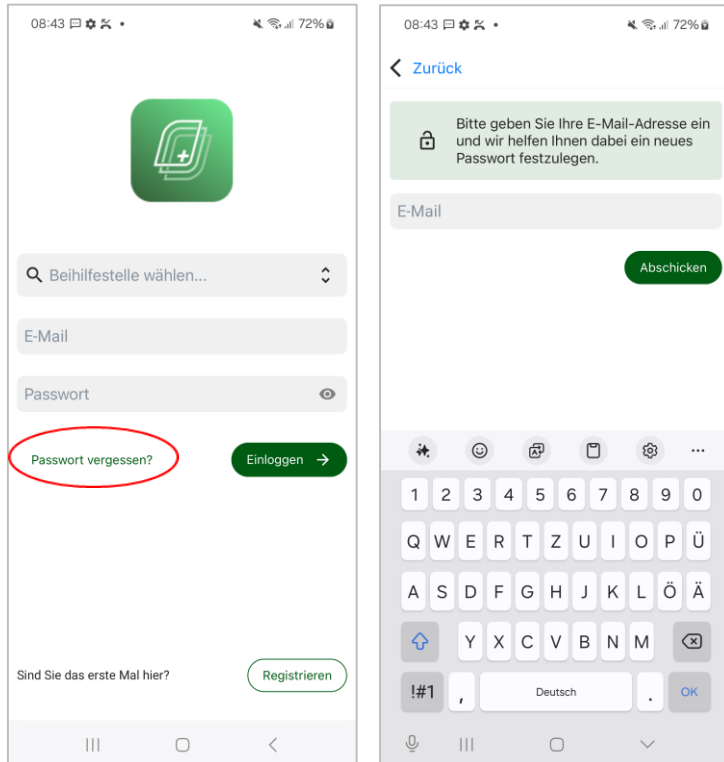 08:43 72%
Beihilfestelle wählen...
E-Mail
Passwort
Passwort vergessen?
Einloggen →
Sind Sie das erste Mal hier?
Registrieren
08:43 72%
Zurück
Bitte geben Sie Ihre E-Mail-Adresse ein
und wir helfen Ihnen dabei ein neues
Passwort festzulegen.
E-Mail
Abschicken
1 2 3 4 5 6 7 8 9 0
Q W E R T Z U I O P Ü
A S D F G H J K L Ö Ä
Y X C V B N M
!#1 , Deutsch . OK